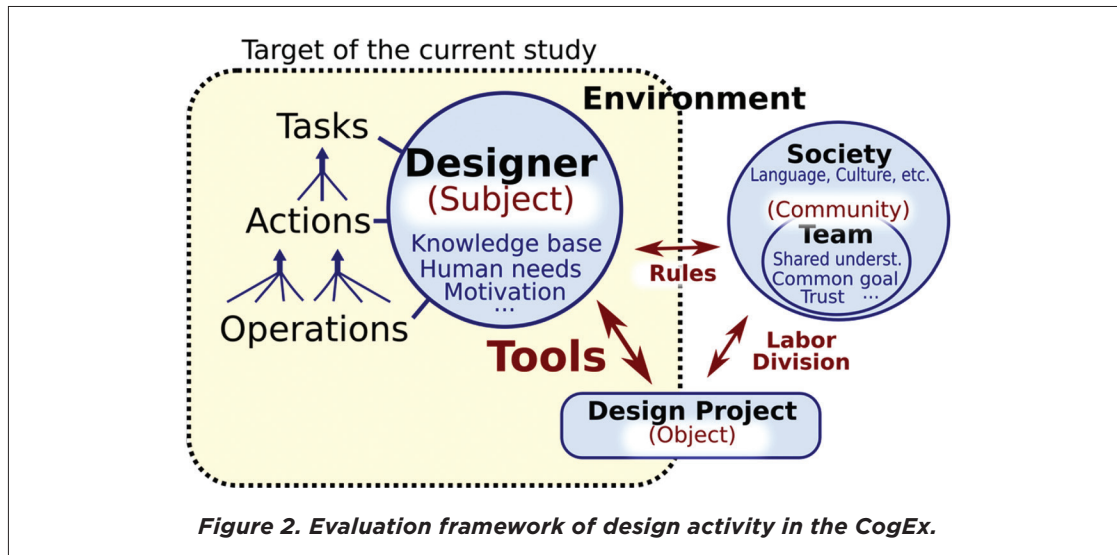 Target of the current study
Environment
Tasks
Designer
(Subject)
Actions
Knowledge base
Human needs
Motivation
...
Operations
Society
Language, Culture, etc.
(Community)
Team
Shared underst.
Common goal
Trust ...
Rules
Tools
Labor
Division
Design Project
(Object)
Figure 2. Evaluation framework of design activity in the CogEx.